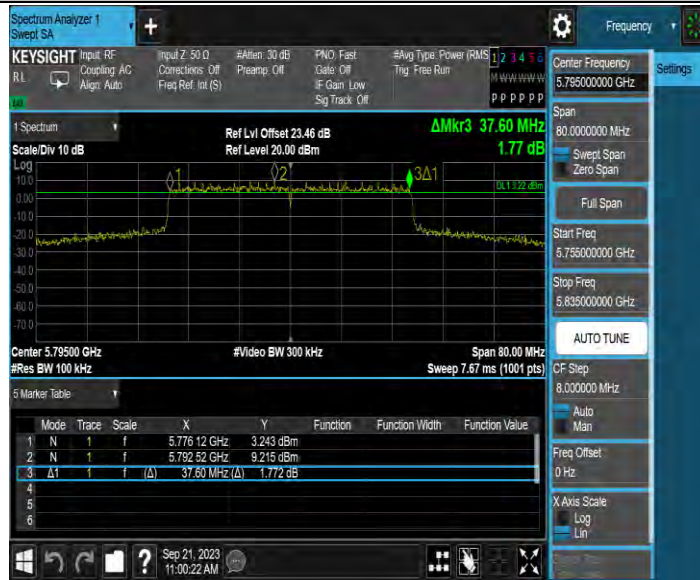 Spectrum Analyzer 1
Swept SA
+
Frequency
KEYSIGHT
RL
Input: RF
Coupling: AC
Align: Auto
Input Z: 50 Ω
Corrections: Off
Freq Ref: Int (S)
#Atten: 30 dB
Preamp: Off
PNO: Fast
Gate: Off
IF Gain: Low
Sig Track: Off
#Avg Type: Power (RMS
Trig: Free Run
1 2 3 4 5 6
M W W W W W
P P P P P P
1 Spectrum
Scale/Div 10 dB
Ref Lvl Offset 23.46 dB
Ref Level 20.00 dBm
ΔMkr3 37.60 MHz
1.77 dB
Log
10.0
0.00
-10.0
-20.0
-30.0
-50.0
-60.0
-70.0
1
2
3Δ1
DL1 3.22 dBm
Center 5.79500 GHz
#Res BW 100 kHz
#Video BW 300 kHz
Span 80.00 MHz
Sweep 7.67 ms (1001 pts)
5 Marker Table
Mode Trace Scale X Y Function Function Width Function Value
1 N 1 f 5.776 12 GHz 3.243 dBm
2 N 1 f 5.792 52 GHz 9.215 dBm
3 Δ1 1 f (Δ) 37.60 MHz (Δ) 1.772 dB
4
5
6
Sep 21, 2023
11:00:22 AM
?
Center Frequency
5.795000000 GHz
Settings
Span
80.0000000 MHz
Swept Span
Zero Span
Full Span
Start Freq
5.755000000 GHz
Stop Freq
5.835000000 GHz
AUTO TUNE
CF Step
8.000000 MHz
Auto
Man
Freq Offset
0 Hz
X Axis Scale
Log
Lin